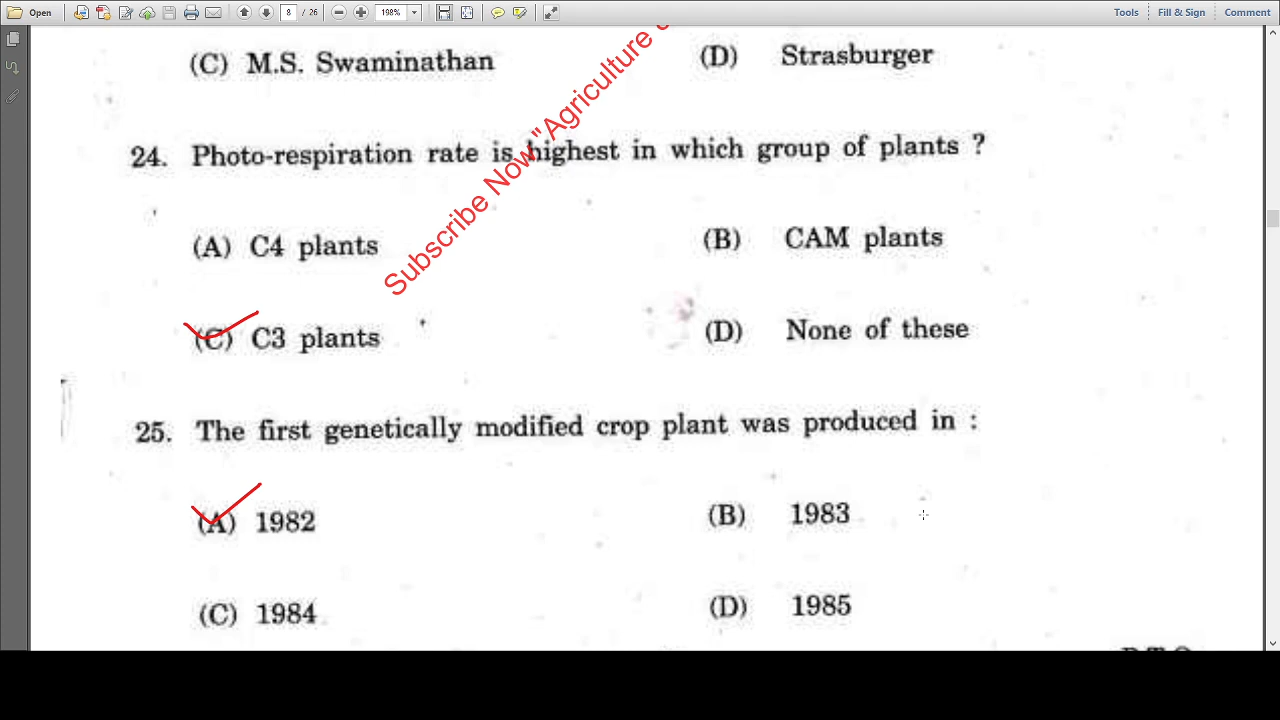 Open 8 / 26 198% Tools Fill & Sign Comment
(C) M.S. Swaminathan (D) Strasburger
Subscribe Now"Agriculture
24. Photo-respiration rate is highest in which group of plants ?
(A) C4 plants (B) CAM plants
(C) C3 plants (D) None of these
25. The first genetically modified crop plant was produced in :
(A) 1982 (B) 1983
(C) 1984 (D) 1985